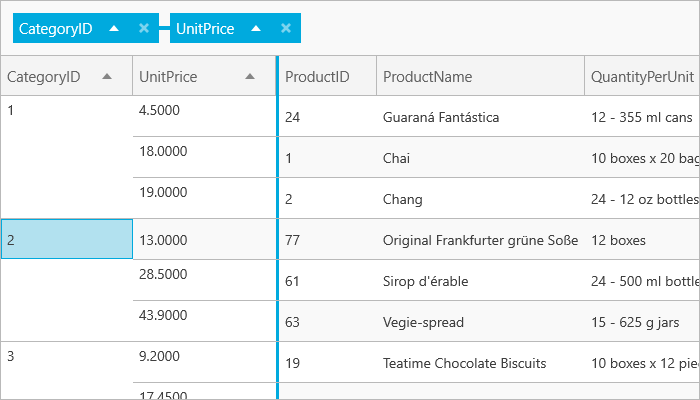 CategoryID UnitPrice
CategoryID UnitPrice ProductID ProductName QuantityPerUnit
1 4.5000 24 Guaraná Fantástica 12 - 355 ml cans
18.0000 1 Chai 10 boxes x 20 bag
19.0000 2 Chang 24 - 12 oz bottles
2 13.0000 77 Original Frankfurter grüne Soße 12 boxes
28.5000 61 Sirop d'érable 24 - 500 ml bottle
43.9000 63 Vegie-spread 15 - 625 g jars
3 9.2000 19 Teatime Chocolate Biscuits 10 boxes x 12 pie
17.4500